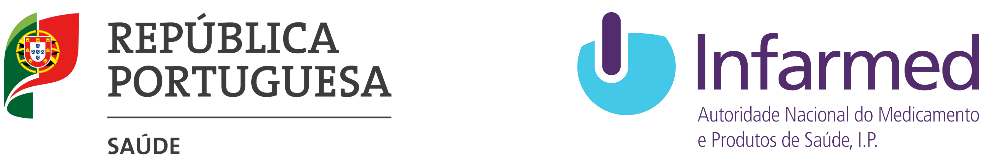 REPÚBLICA
PORTUGUESA
SAÚDE
Infarmed
Autoridade Nacional do Medicamento
e Produtos de Saúde, I.P.